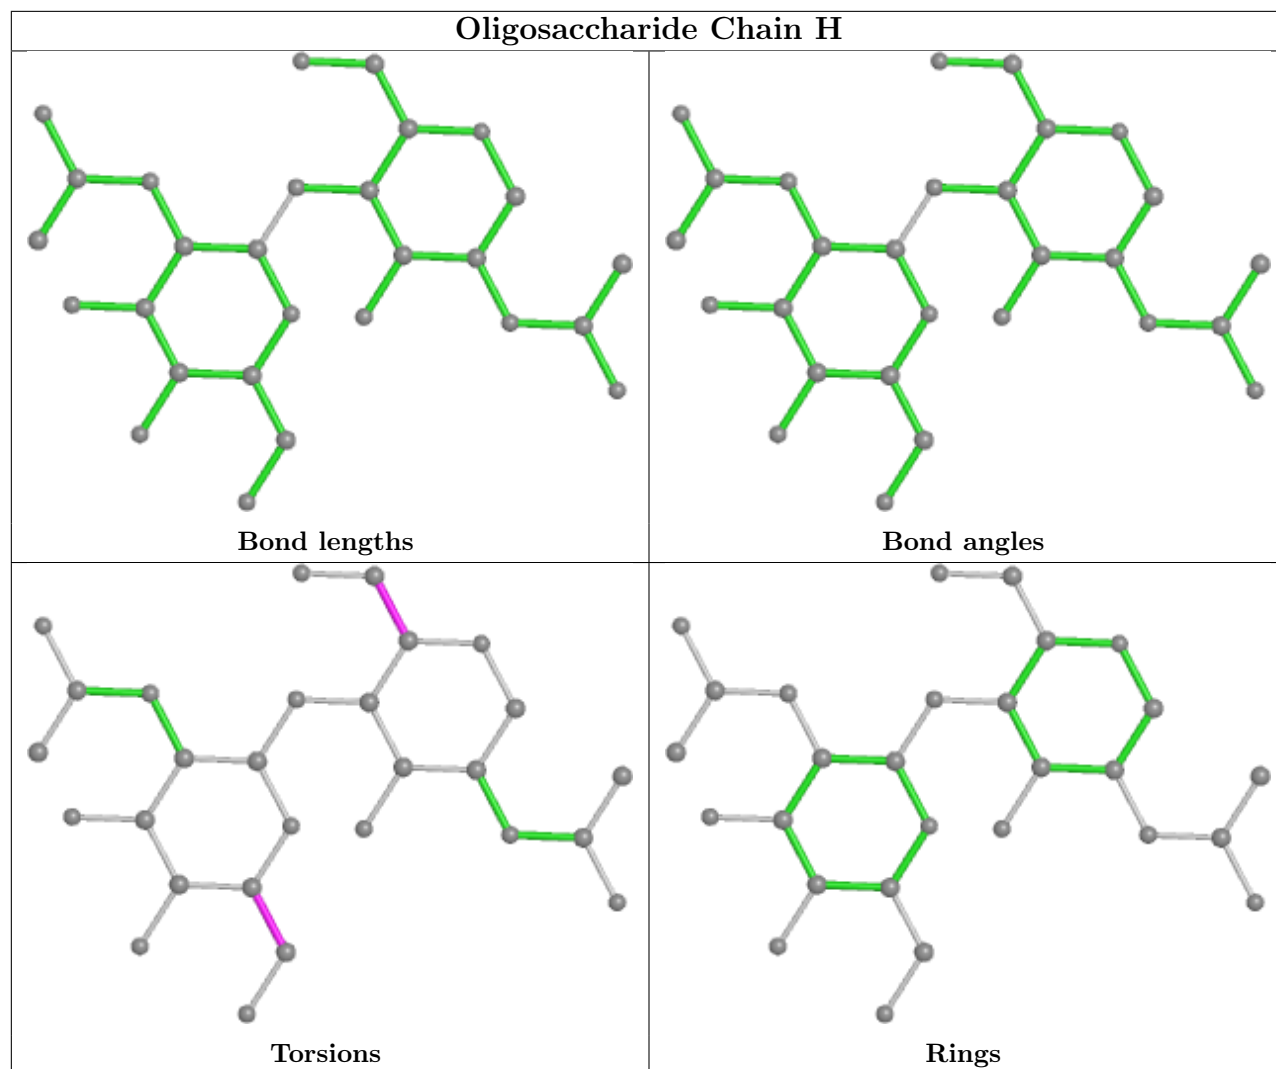 Oligosaccharide Chain H
Bond lengths
Bond angles
Torsions
Rings